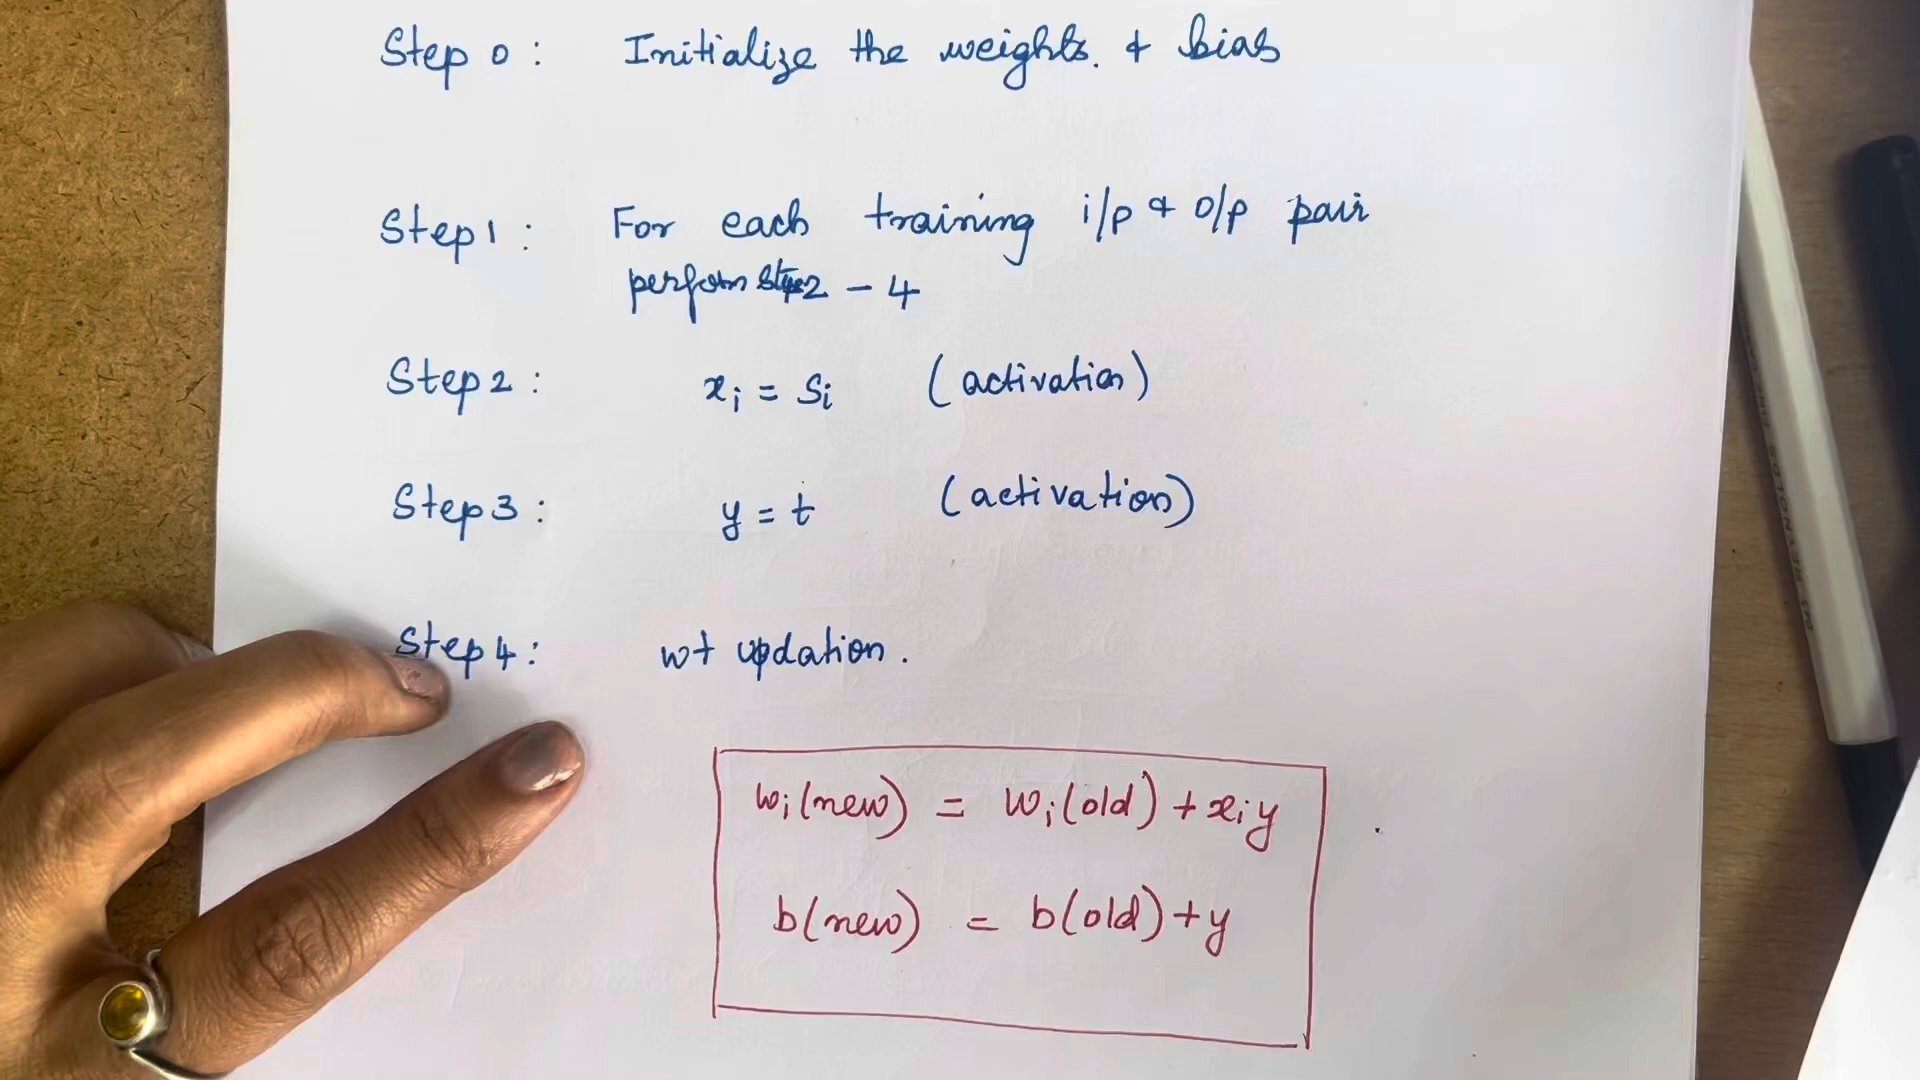 Step 0 : Initialize the weights. & bias
Step 1 : For each training i/p & o/p pair
perform steps 2 - 4
Step 2 : xi = si (activation)
Step 3 : y = t (activation)
Step 4 : wt updation.
wi(new) = wi(old) + xiy
b(new) = b(old) + y